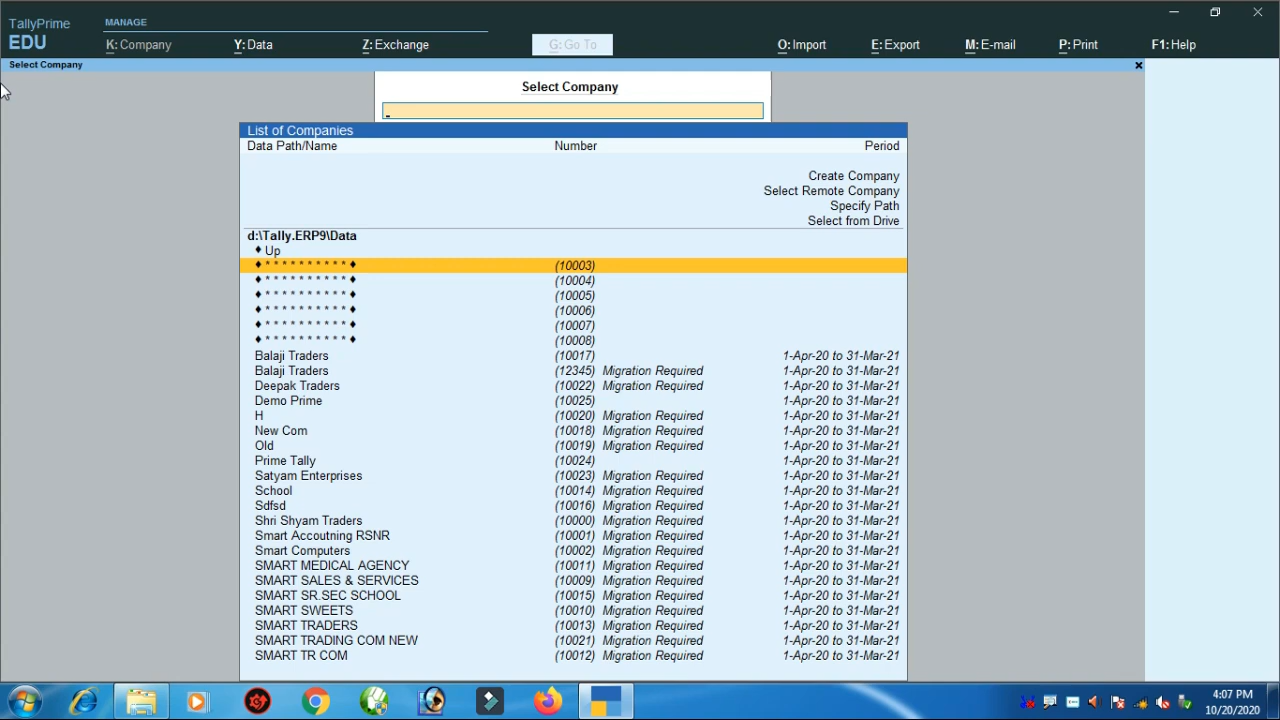 TallyPrime
EDU
MANAGE
K: Company Y: Data Z: Exchange G: Go To O: Import E: Export M: E-mail P: Print F1: Help
Select Company
Select Company
List of Companies
Data Path/Name Number Period
Create Company
Select Remote Company
Specify Path
Select from Drive
d:\Tally.ERP9\Data
♦ Up
♦ * * * * * * * * * * ♦ (10003)
♦ * * * * * * * * * * ♦ (10004)
♦ * * * * * * * * * * ♦ (10005)
♦ * * * * * * * * * * ♦ (10006)
♦ * * * * * * * * * * ♦ (10007)
♦ * * * * * * * * * * ♦ (10008)
Balaji Traders (10017) 1-Apr-20 to 31-Mar-21
Balaji Traders (12345) Migration Required 1-Apr-20 to 31-Mar-21
Deepak Traders (10022) Migration Required 1-Apr-20 to 31-Mar-21
Demo Prime (10025) 1-Apr-20 to 31-Mar-21
H (10020) Migration Required 1-Apr-20 to 31-Mar-21
New Com (10018) Migration Required 1-Apr-20 to 31-Mar-21
Old (10019) Migration Required 1-Apr-20 to 31-Mar-21
Prime Tally (10024) 1-Apr-20 to 31-Mar-21
Satyam Enterprises (10023) Migration Required 1-Apr-20 to 31-Mar-21
School (10014) Migration Required 1-Apr-20 to 31-Mar-21
Sdfsd (10016) Migration Required 1-Apr-20 to 31-Mar-21
Shri Shyam Traders (10000) Migration Required 1-Apr-20 to 31-Mar-21
Smart Accoutning RSNR (10001) Migration Required 1-Apr-20 to 31-Mar-21
Smart Computers (10002) Migration Required 1-Apr-20 to 31-Mar-21
SMART MEDICAL AGENCY (10011) Migration Required 1-Apr-20 to 31-Mar-21
SMART SALES & SERVICES (10009) Migration Required 1-Apr-20 to 31-Mar-21
SMART SR.SEC SCHOOL (10015) Migration Required 1-Apr-20 to 31-Mar-21
SMART SWEETS (10010) Migration Required 1-Apr-20 to 31-Mar-21
SMART TRADERS (10013) Migration Required 1-Apr-20 to 31-Mar-21
SMART TRADING COM NEW (10021) Migration Required 1-Apr-20 to 31-Mar-21
SMART TR COM (10012) Migration Required 1-Apr-20 to 31-Mar-21
4:07 PM
10/20/2020